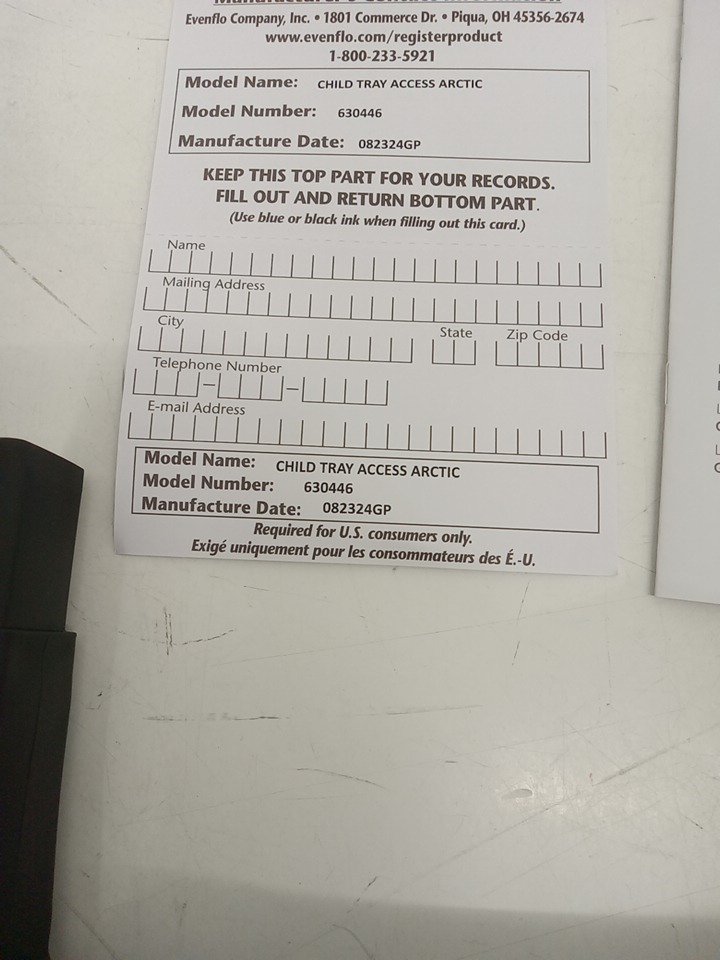 Evenflo Company, Inc. • 1801 Commerce Dr. • Piqua, OH 45356-2674
www.evenflo.com/registerproduct
1-800-233-5921
Model Name: CHILD TRAY ACCESS ARCTIC
Model Number: 630446
Manufacture Date: 082324GP
KEEP THIS TOP PART FOR YOUR RECORDS.
FILL OUT AND RETURN BOTTOM PART.
(Use blue or black ink when filling out this card.)
Name
Mailing Address
City State Zip Code
Telephone Number
E-mail Address
Model Name: CHILD TRAY ACCESS ARCTIC
Model Number: 630446
Manufacture Date: 082324GP
Required for U.S. consumers only.
Exigé uniquement pour les consommateurs des É.-U.